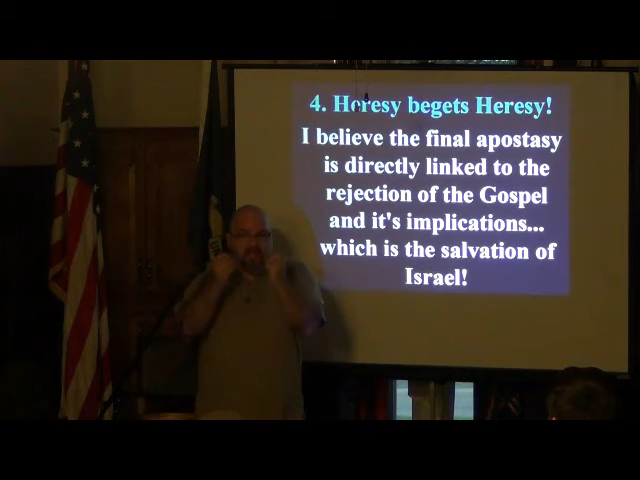 4. Heresy begets Heresy!
I believe the final apostasy
is directly linked to the
rejection of the Gospel
and it's implications...
which is the salvation of
Israel!